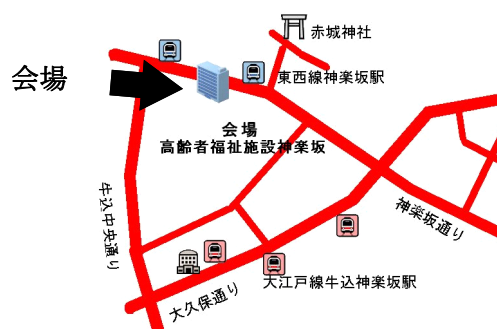 赤城神社
会場
東西線神楽坂駅
会場
高齢者福祉施設神楽坂
牛込中央通り
神楽坂通り
大江戸線牛込神楽坂駅
大久保通り